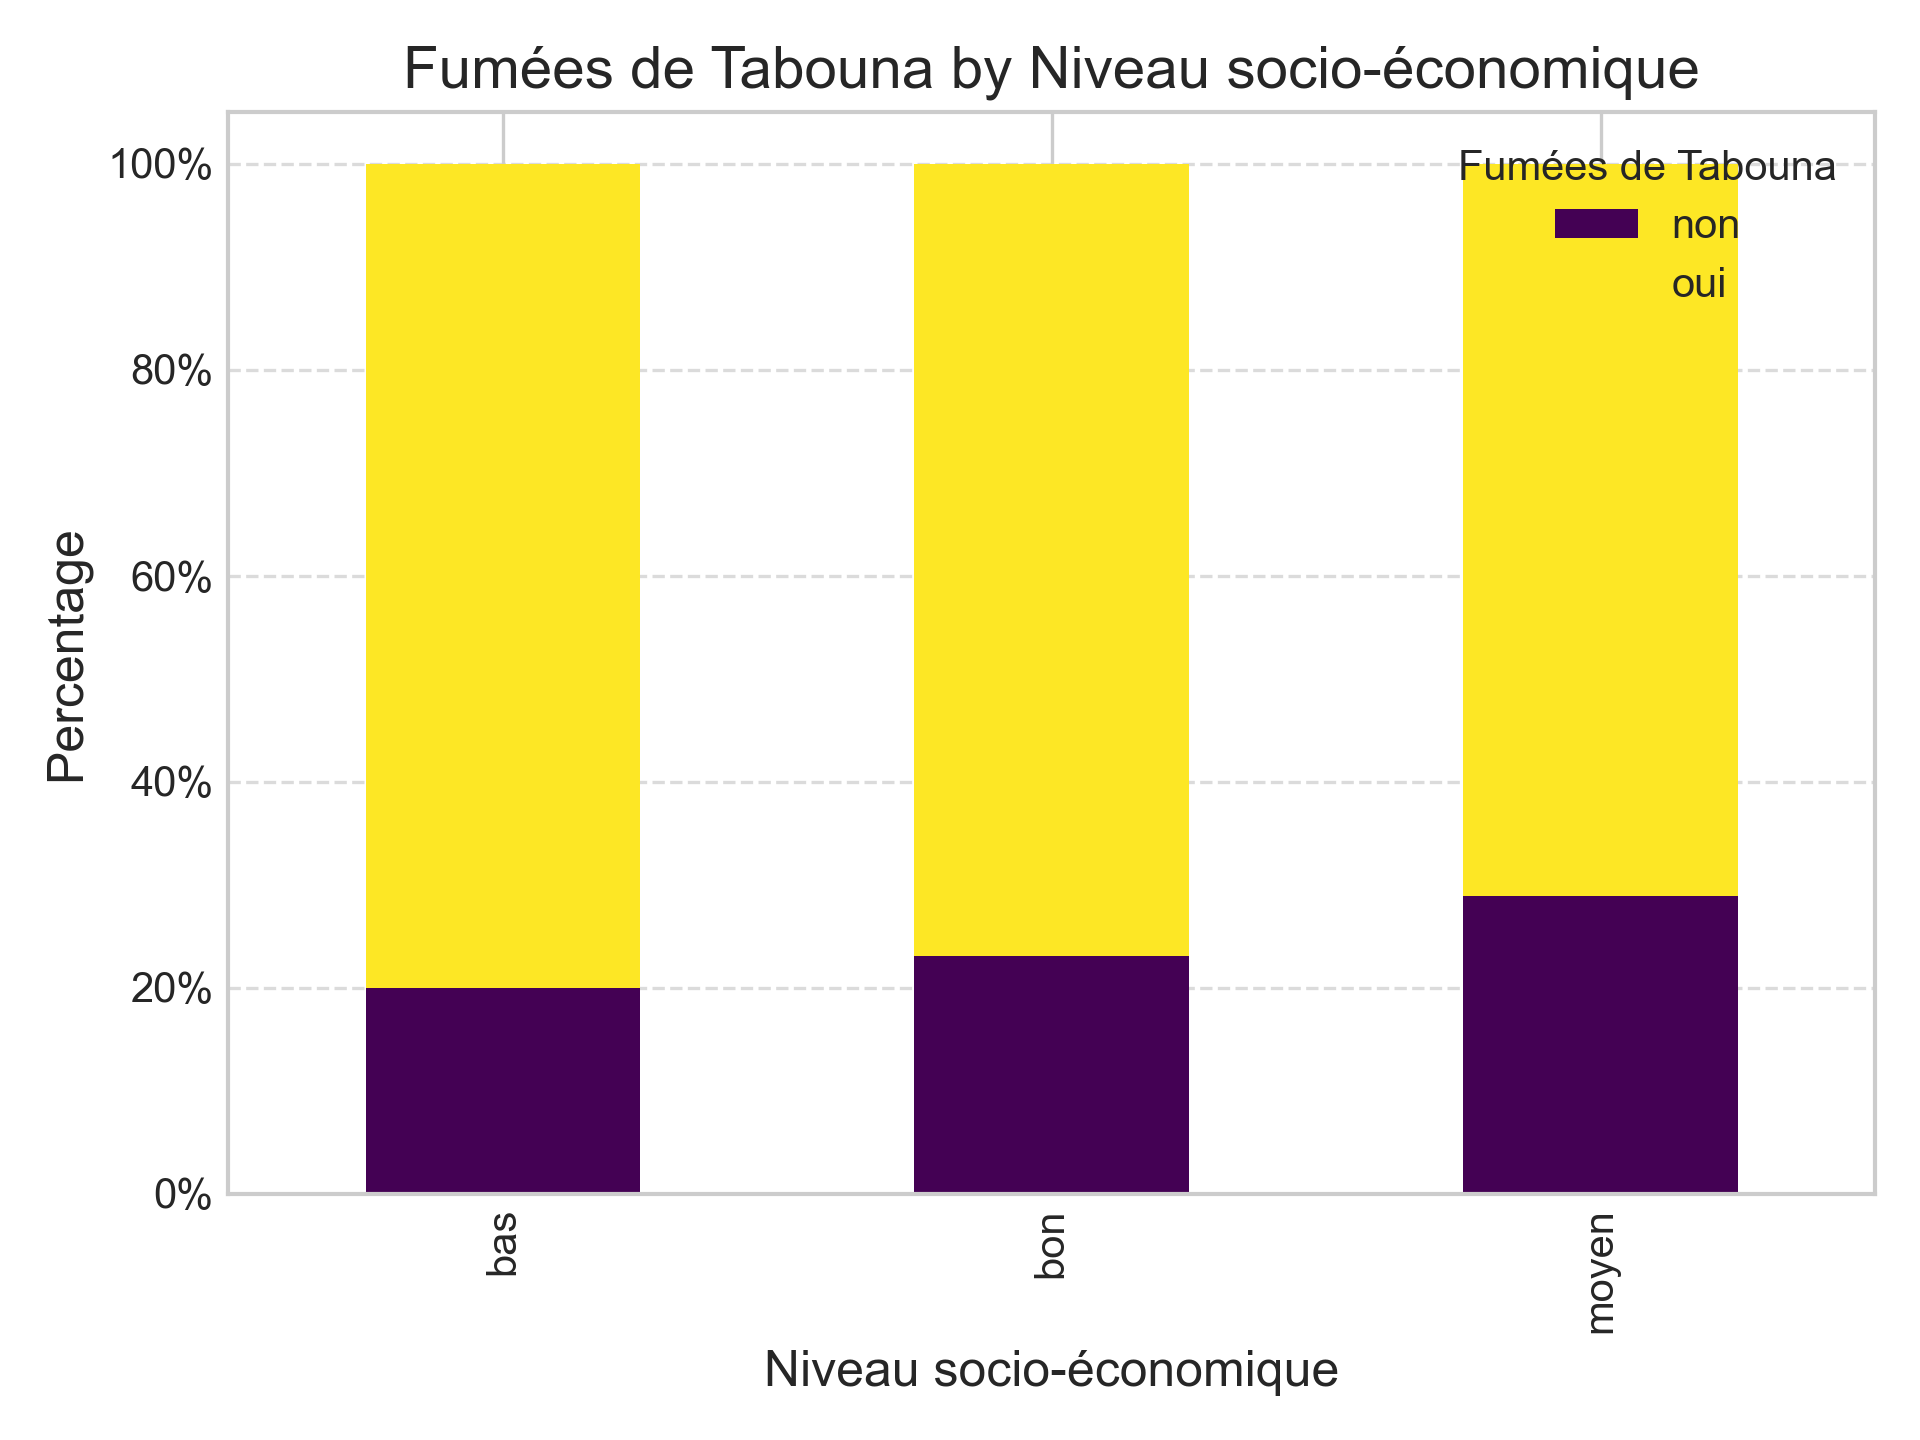 Fumées de Tabouna by Niveau socio-économique
Fumées de Tabouna
non
oui
100%
80%
60%
40%
20%
0%
Percentage
bas
bon
moyen
Niveau socio-économique